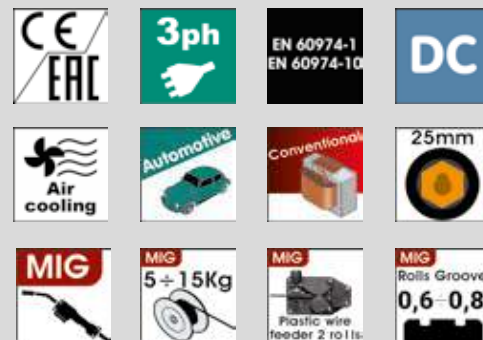 CE
EAC
3ph
EN 60974-1
EN 60974-10
DC
Air
cooling
Automotive
Conventional
25mm
MIG
MIG
5÷15Kg
MIG
Plastic wire
feeder 2 rolls
MIG
Rolls Groove
0,6-0,8